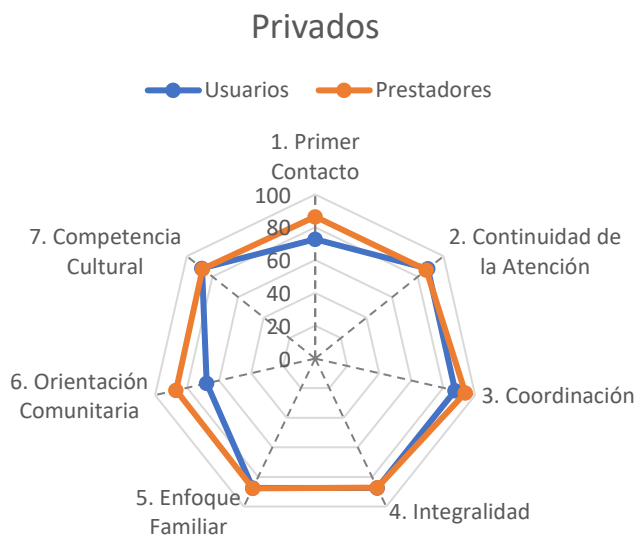 Privados
Usuarios Prestadores
1. Primer
Contacto
100
80
60
40
20
0
2. Continuidad de
la Atención
3. Coordinación
4. Integralidad
5. Enfoque
Familiar
6. Orientación
Comunitaria
7. Competencia
Cultural